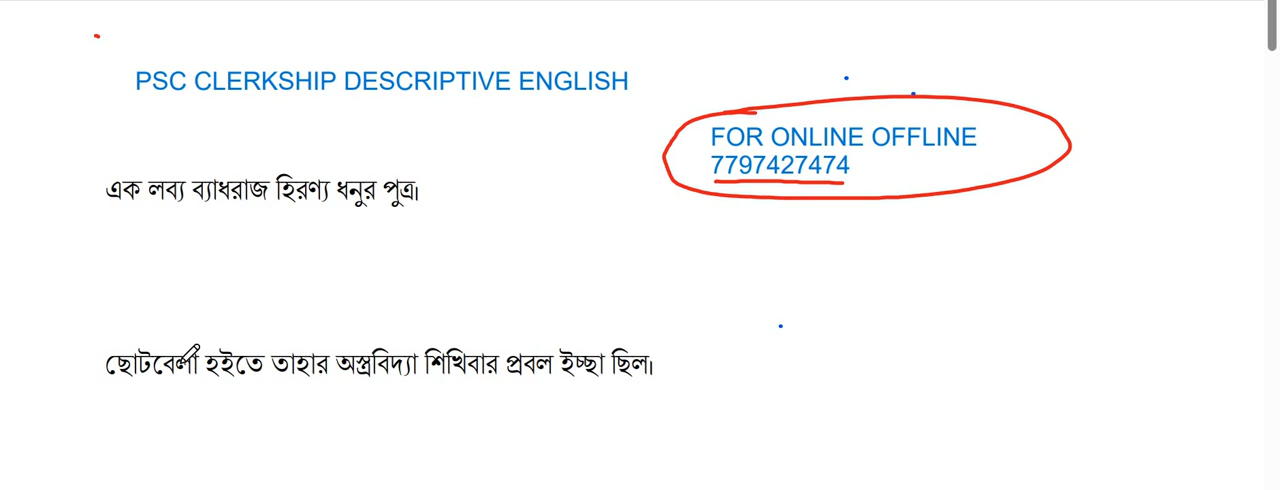 PSC CLERKSHIP DESCRIPTIVE ENGLISH
FOR ONLINE OFFLINE
7797427474
এক লব্য ব্যাধরাজ হিরণ্য ধনুর পুত্র।
ছোটবেলা হইতে তাহার অস্ত্রবিদ্যা শিখিবার প্রবল ইচ্ছা ছিল।